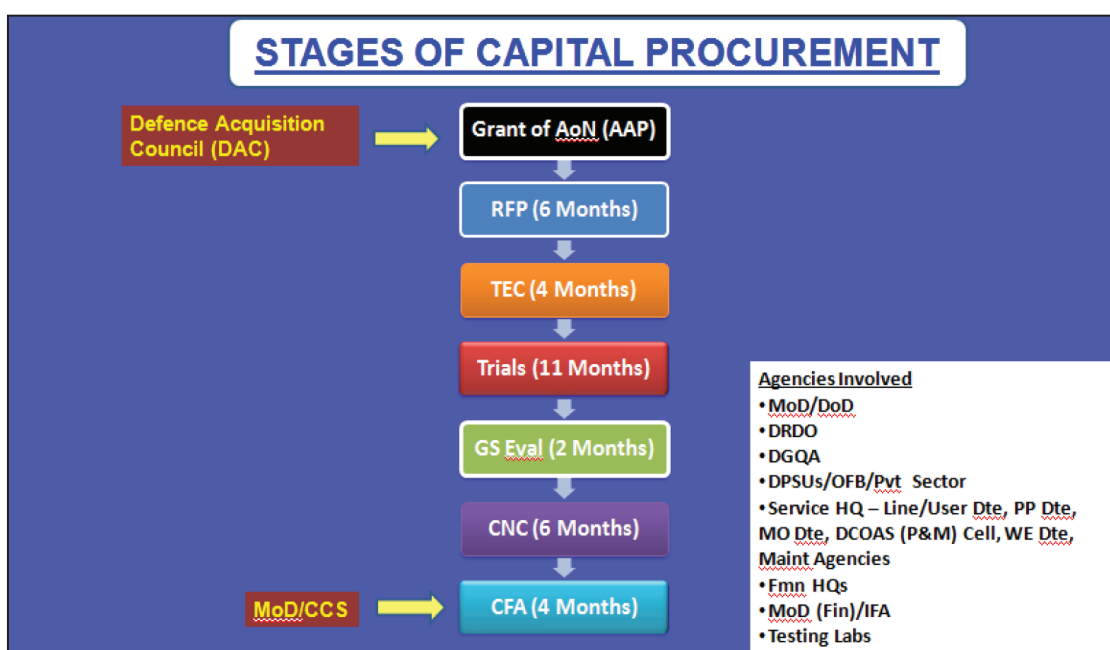 STAGES OF CAPITAL PROCUREMENT
Defence Acquisition
Council (DAC)
Grant of AoN (AAP)
RFP (6 Months)
TEC (4 Months)
Trials (11 Months)
GS Eval (2 Months)
CNC (6 Months)
MoD/CCS
CFA (4 Months)
Agencies Involved
•MoD/DoD
•DRDO
•DGQA
•DPSUs/OFB/Pvt Sector
•Service HQ – Line/User Dte, PP Dte,
MO Dte, DCOAS (P&M) Cell, WE Dte,
Maint Agencies
•Fmn HQs
•MoD (Fin)/IFA
•Testing Labs